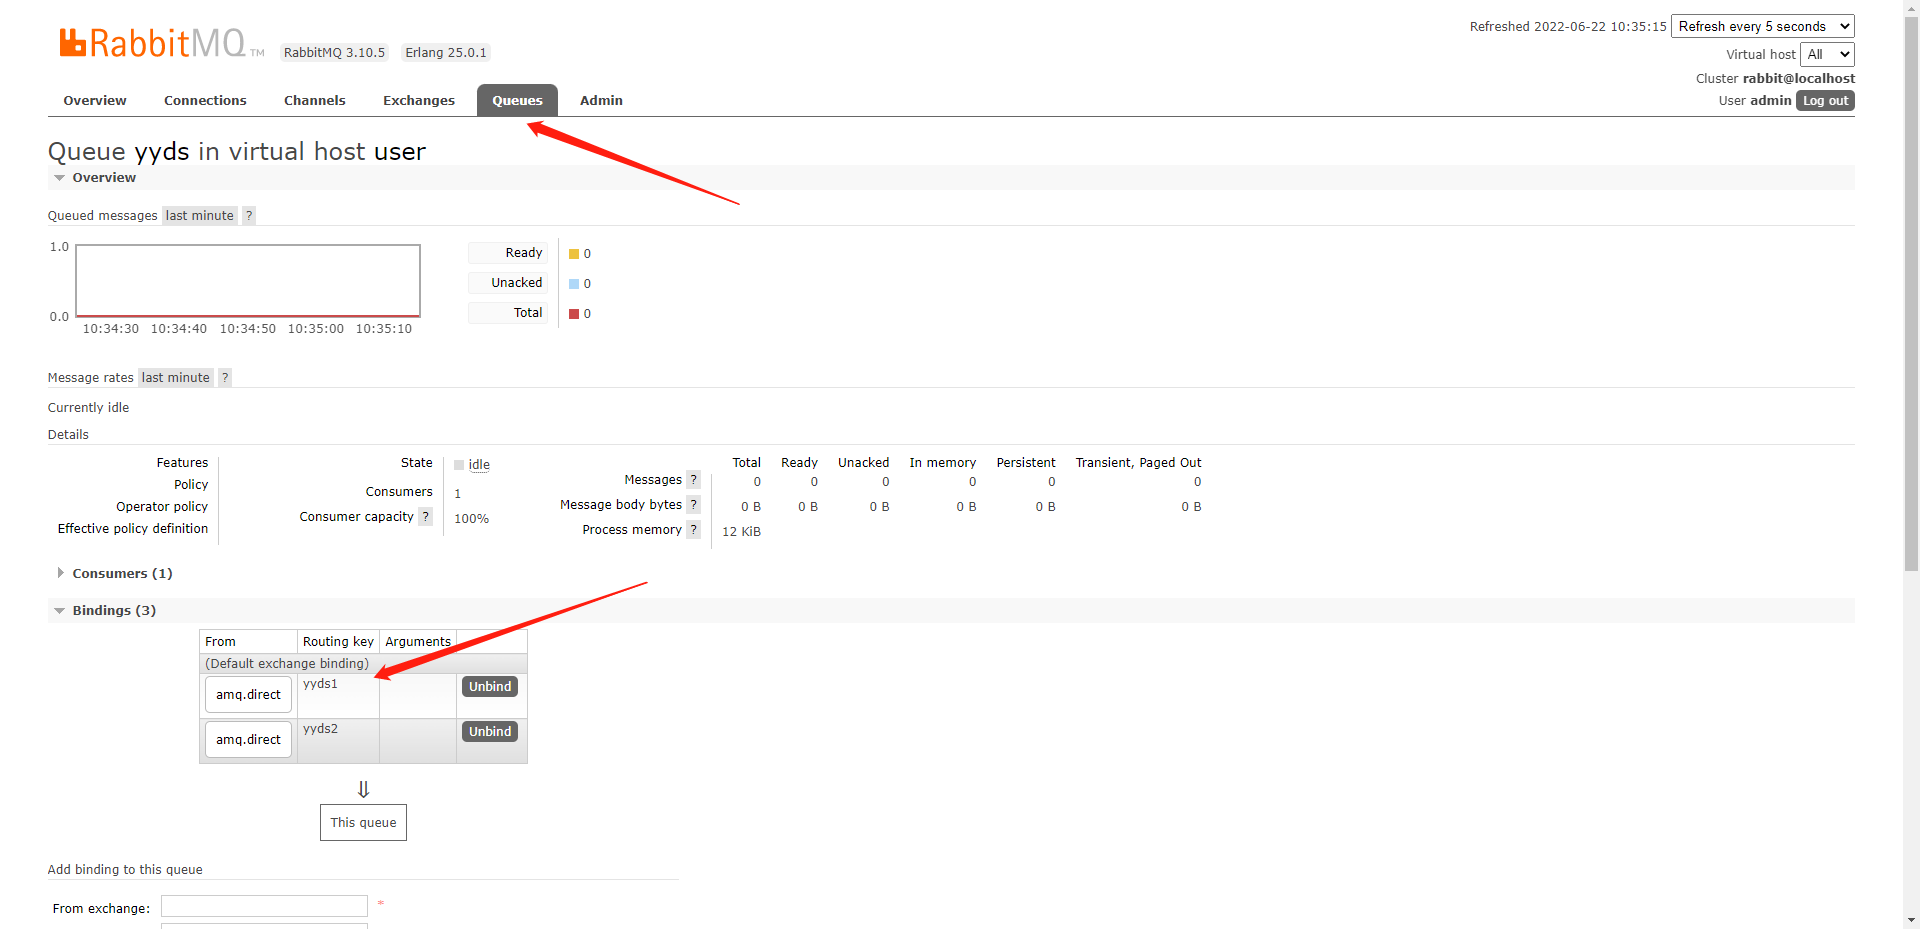 RabbitMQ TM RabbitMQ 3.10.5 Erlang 25.0.1
Refreshed 2022-06-22 10:35:15 Refresh every 5 seconds
Virtual host All
Cluster rabbit@localhost
User admin Log out
Overview Connections Channels Exchanges Queues Admin
Queue yyds in virtual host user
Overview
Queued messages last minute ?
1.0
0.0
10:34:30 10:34:40 10:34:50 10:35:00 10:35:10
Ready 0
Unacked 0
Total 0
Message rates last minute ?
Currently idle
Details
Features
Policy
Operator policy
Effective policy definition
State idle
Consumers 1
Consumer capacity ? 100%
Total Ready Unacked In memory Persistent Transient, Paged Out
Messages ? 0 0 0 0 0 0
Message body bytes ? 0 B 0 B 0 B 0 B 0 B 0 B
Process memory ? 12 KiB
Consumers (1)
Bindings (3)
From Routing key Arguments
(Default exchange binding)
amq.direct yyds1 Unbind
amq.direct yyds2 Unbind
⇓
This queue
Add binding to this queue
From exchange: *